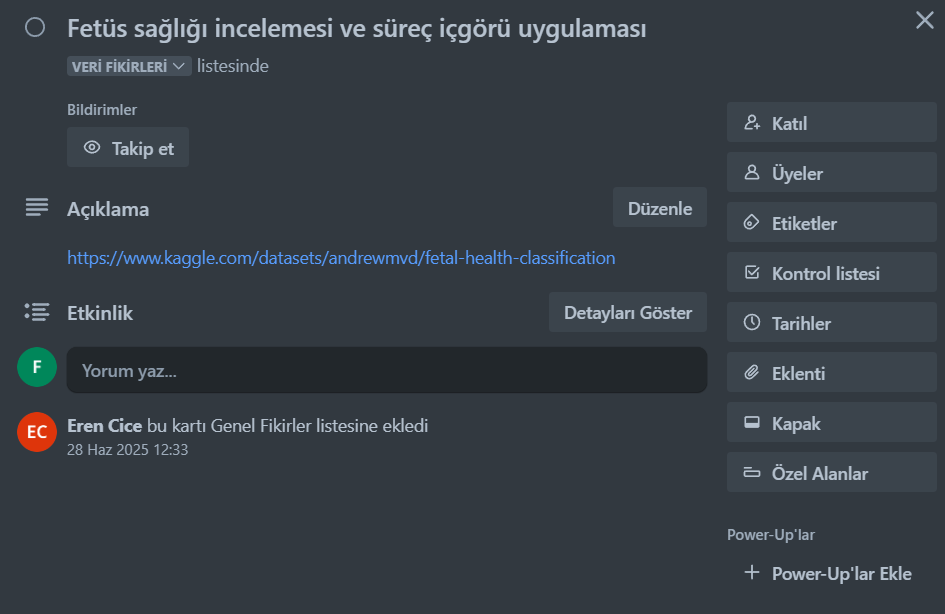 Fetüs sağlığı incelemesi ve süreç içgörü uygulaması
VERİ FİKİRLERİ listesinde
Bildirimler
Takip et
Açıklama
Düzenle
https://www.kaggle.com/datasets/andrewmvd/fetal-health-classification
Etkinlik
Detayları Göster
F
Yorum yaz...
EC
Eren Cice bu kartı Genel Fikirler listesine ekledi
28 Haz 2025 12:33
Katıl
Üyeler
Etiketler
Kontrol listesi
Tarihler
Eklenti
Kapak
Özel Alanlar
Power-Up'lar
Power-Up'lar Ekle